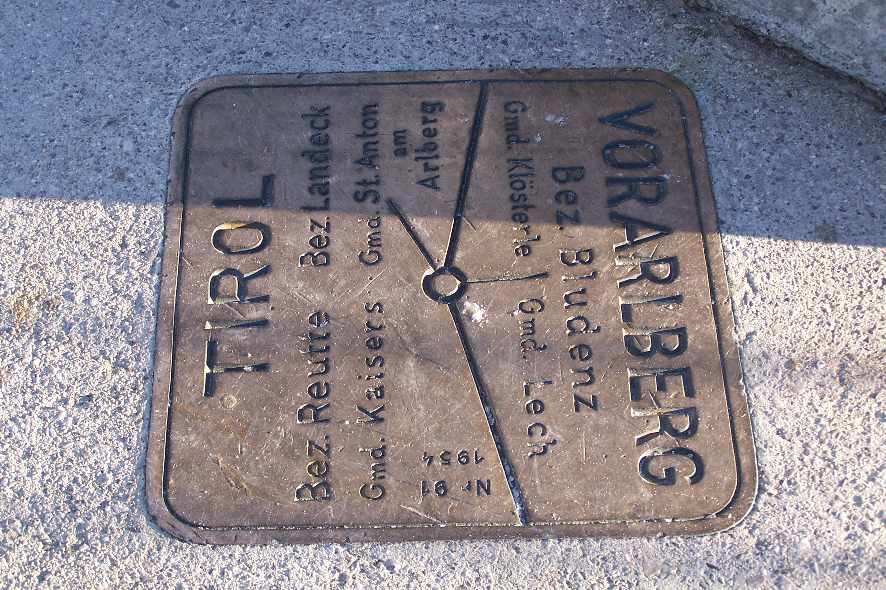 VORARLBERG
Bez. Bludenz
Gmd. Klösterle Gmd. Lech
TIROL
Bez. Reutte Bez. Landeck
Gmd. Kaisers Gmd. St. Anton
am
Arlberg
Nr 91
1954